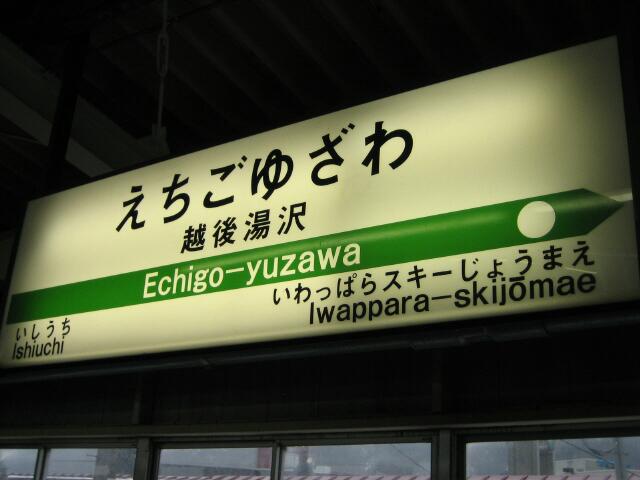 えちごゆざわ
越後湯沢
Echigo-yuzawa
いしうち
Ishiuchi
いわっぱらスキーじょうまえ
Iwappara-skijōmae